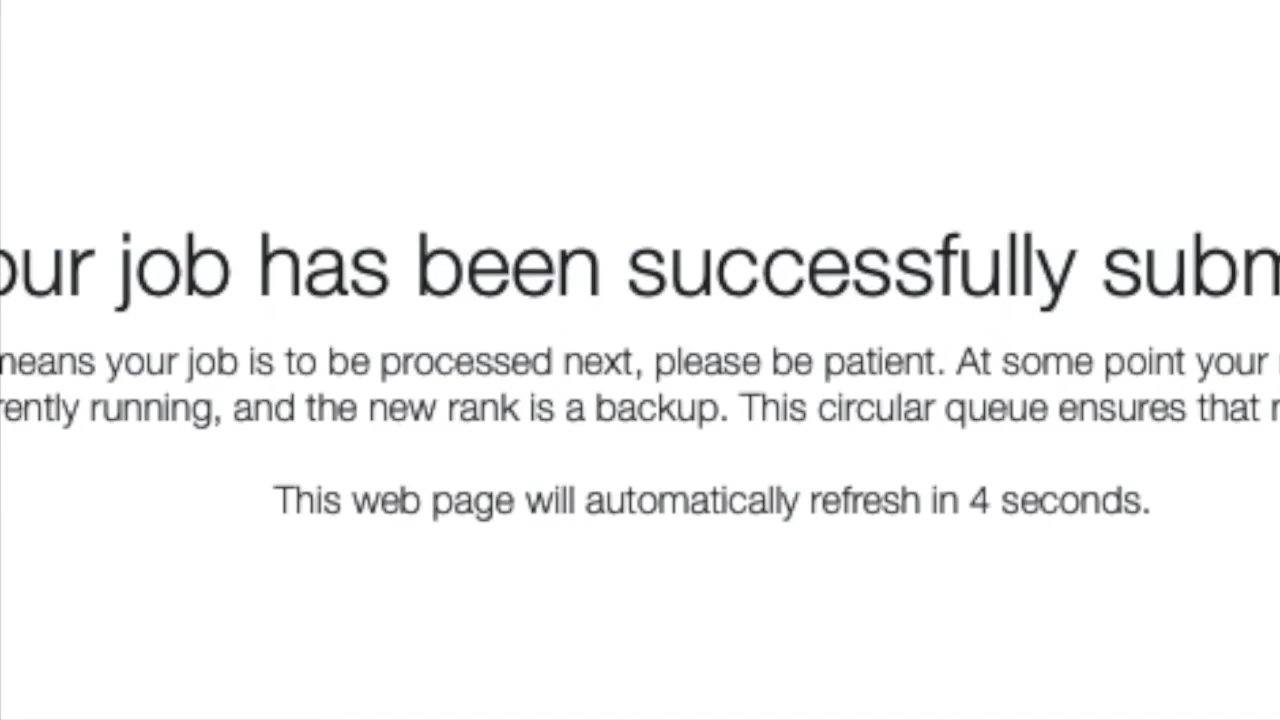 our job has been successfully subm
means your job is to be processed next, please be patient. At some point your
rently running, and the new rank is a backup. This circular queue ensures that
This web page will automatically refresh in 4 seconds.